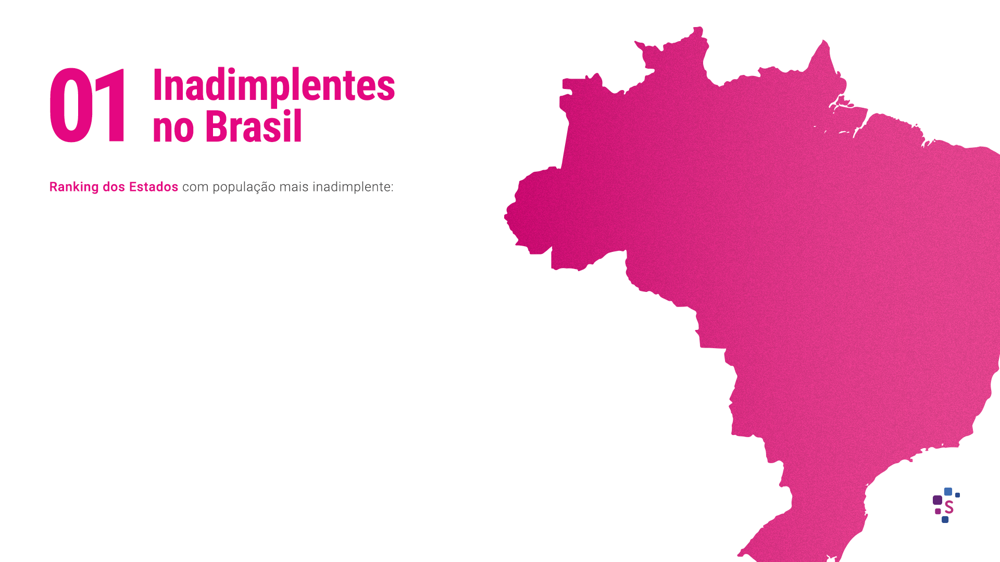 01
Inadimplentes
no Brasil
Ranking dos Estados com população mais inadimplente:
S